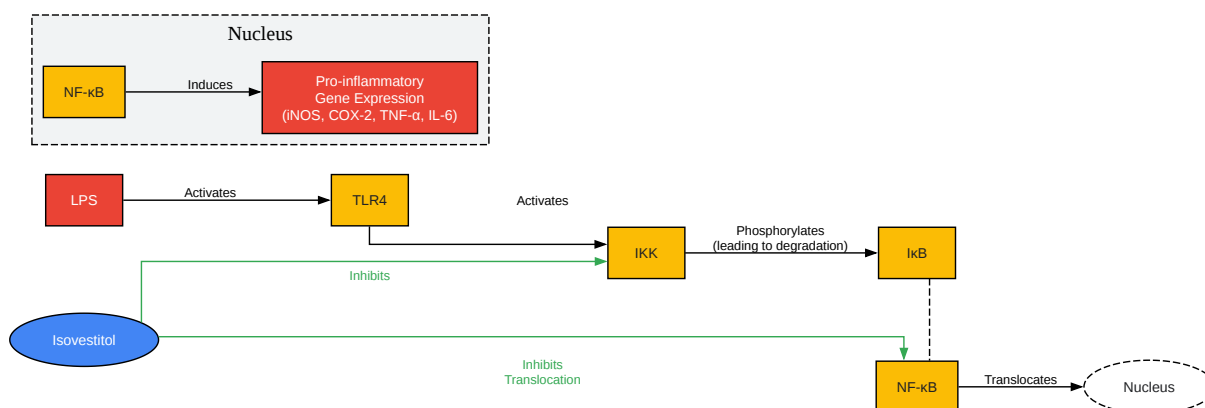 Nucleus
NF-κB
Induces
Pro-inflammatory
Gene Expression
(iNOS, COX-2, TNF-α, IL-6)
LPS
Activates
TLR4
Activates
IKK
Phosphorylates
(leading to degradation)
IκB
Inhibits
Isovestitol
Inhibits
Translocation
NF-κB
Translocates
Nucleus